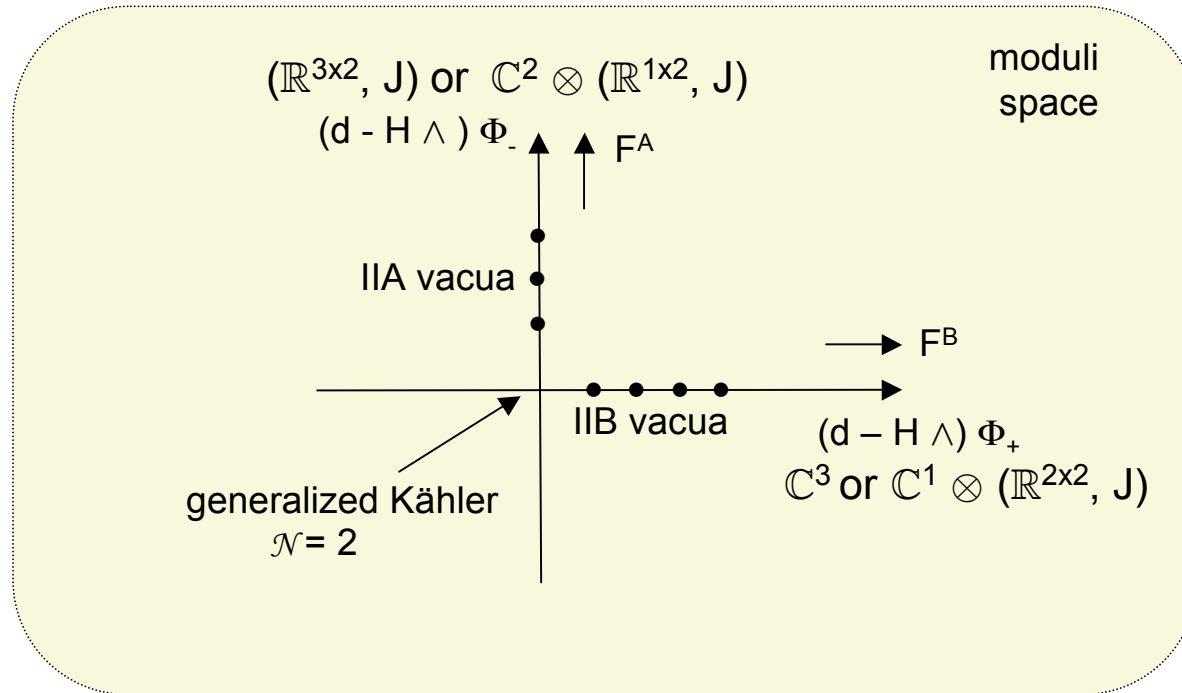 moduli
space
(ℝ³ˣ², J) or ℂ² ⊗ (ℝ¹ˣ², J)
(d - H ∧ ) Φ₋
Fᴬ
IIA vacua
Fᴮ
IIB vacua
(d – H ∧) Φ₊
ℂ³ or ℂ¹ ⊗ (ℝ²ˣ², J)
generalized Kähler
𝒩 = 2